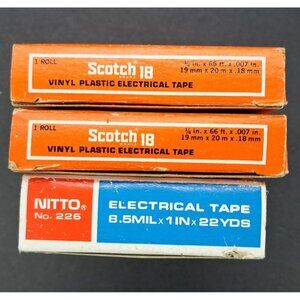 1 ROLL
Scotch 18
VINYL PLASTIC ELECTRICAL TAPE
¾ in. x 66 ft. x .007 in.
19 mm x 20 m x .18 mm
1 ROLL
Scotch 18
VINYL PLASTIC ELECTRICAL TAPE
¾ in. x 66 ft. x .007 in.
19 mm x 20 m x .18 mm
NITTO®
No. 226
ELECTRICAL TAPE
8.5MIL x 1IN x 22YDS